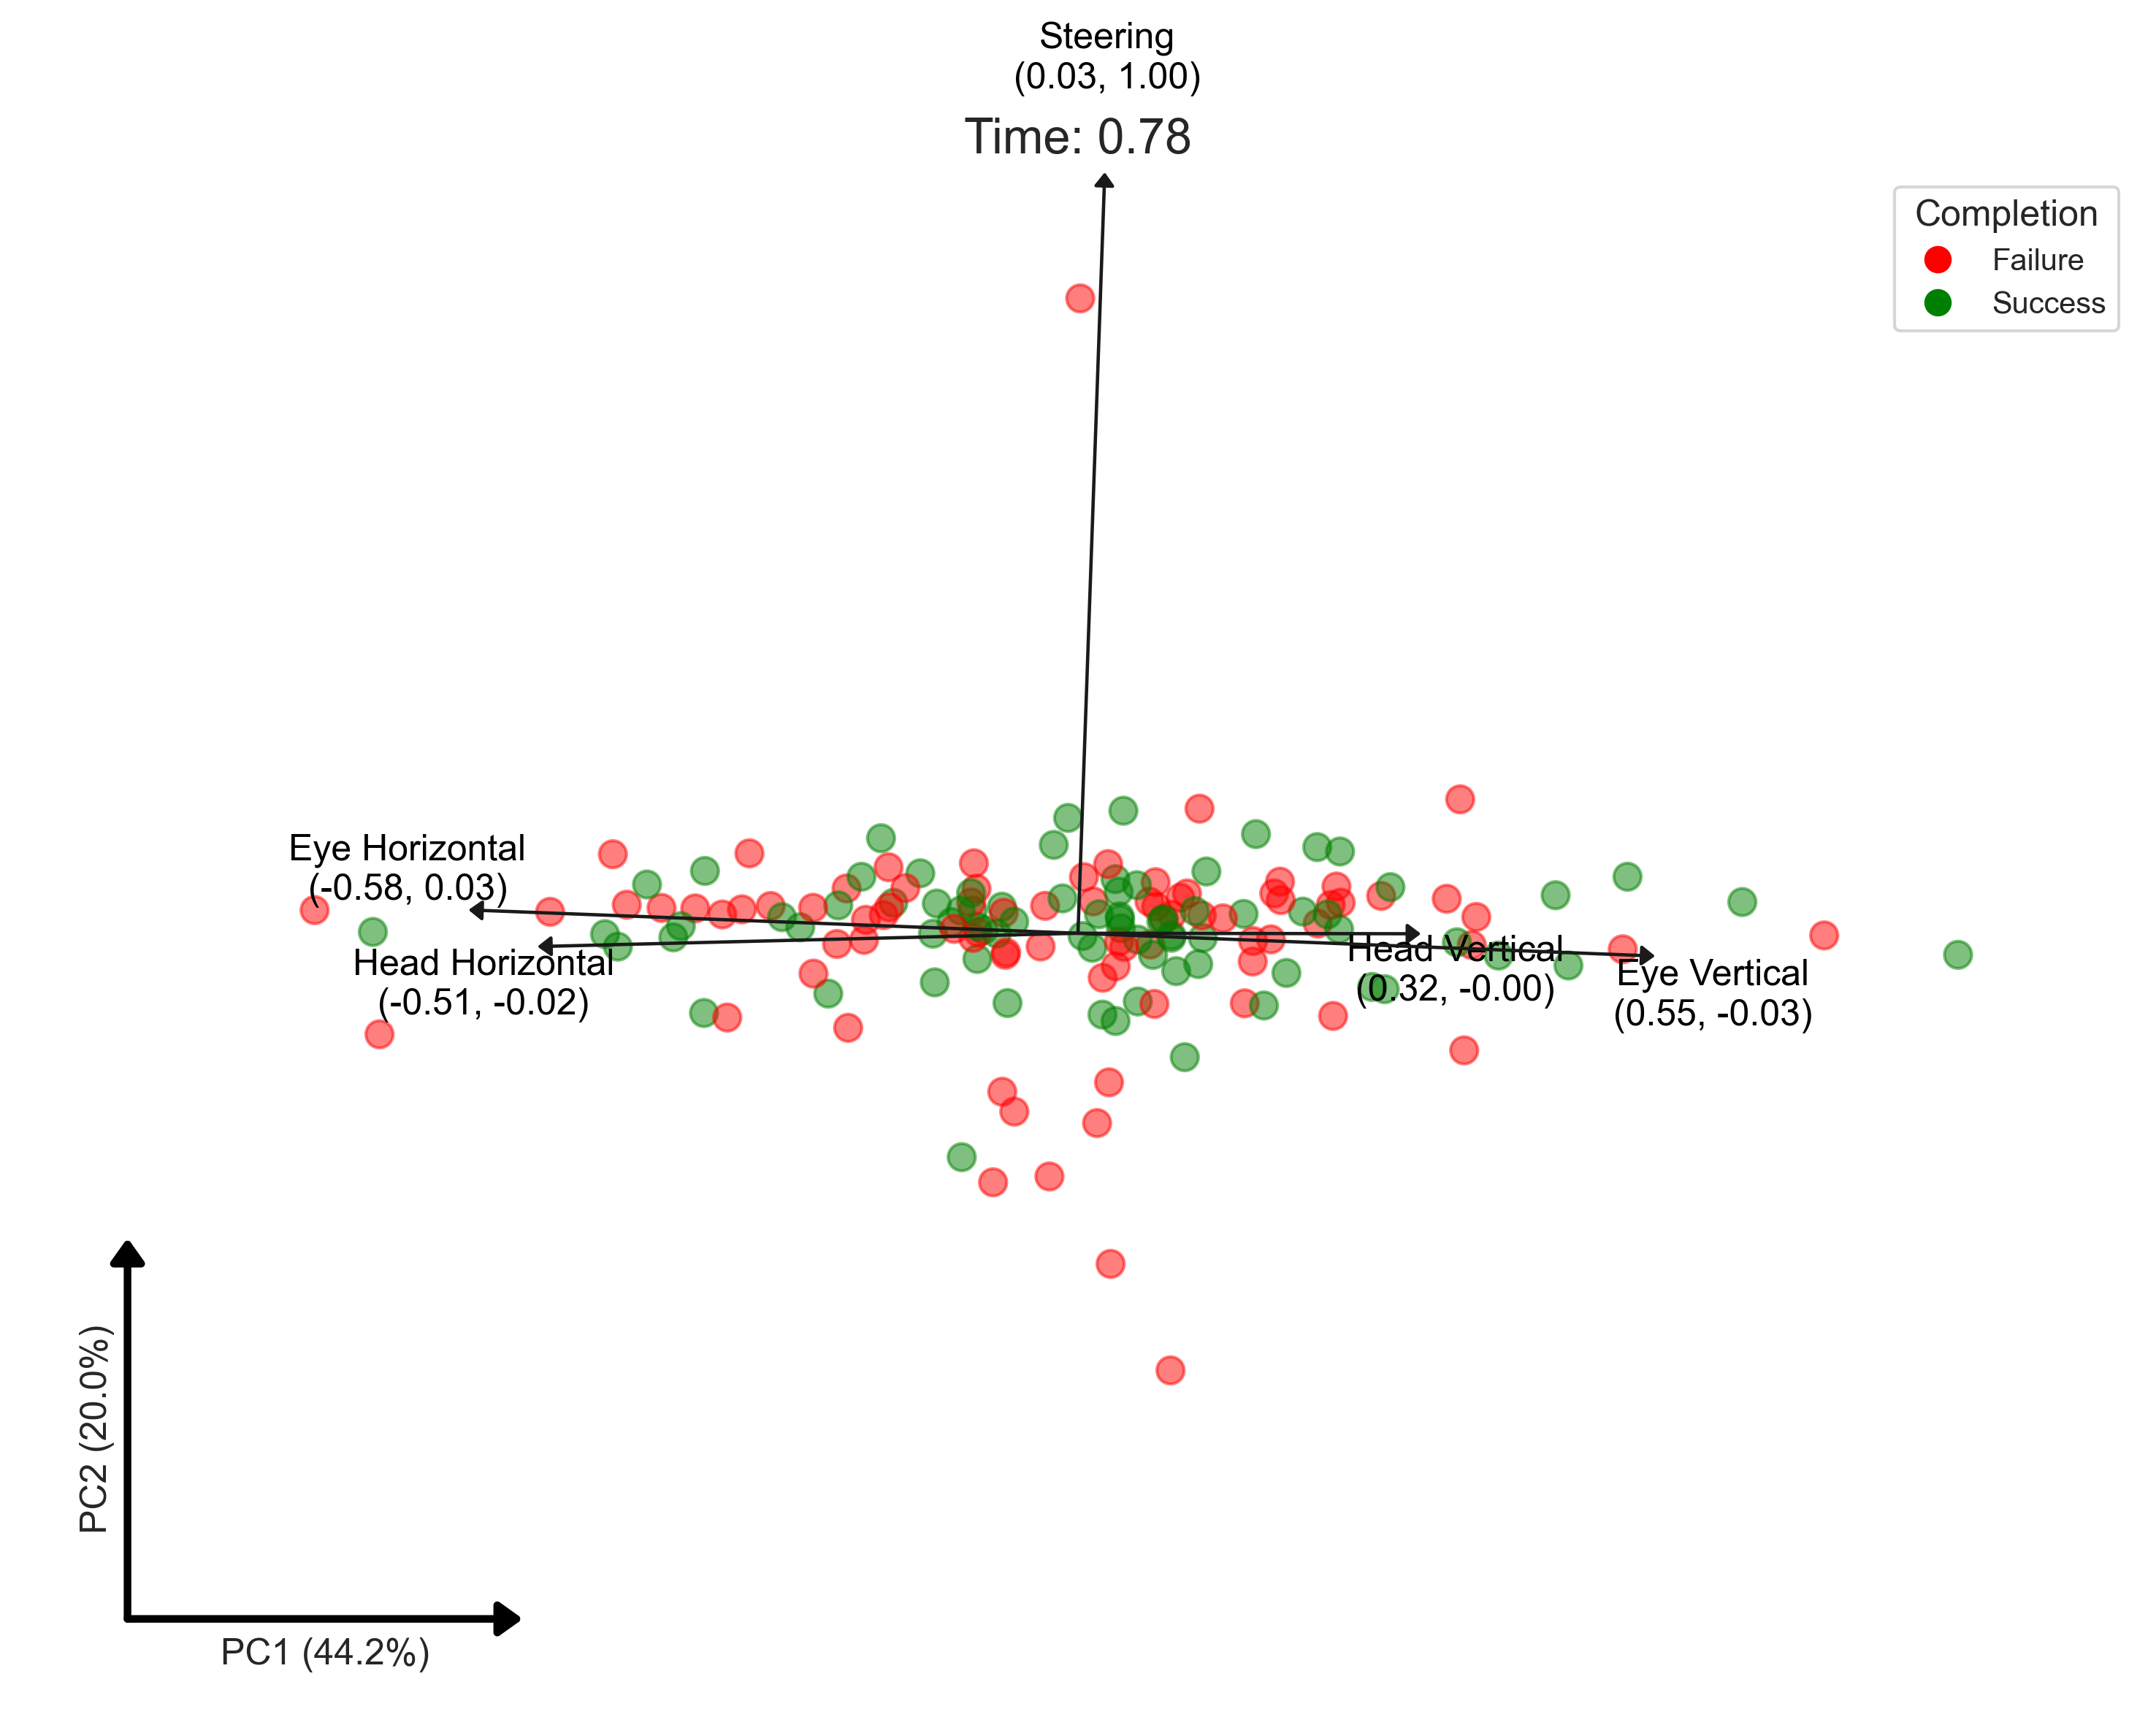 Steering
(0.03, 1.00)
Time: 0.78
Completion
Failure
Success
Eye Horizontal
(-0.58, 0.03)
Head Horizontal
(-0.51, -0.02)
Head Vertical
(0.32, -0.00)
Eye Vertical
(0.55, -0.03)
PC2 (20.0%)
PC1 (44.2%)